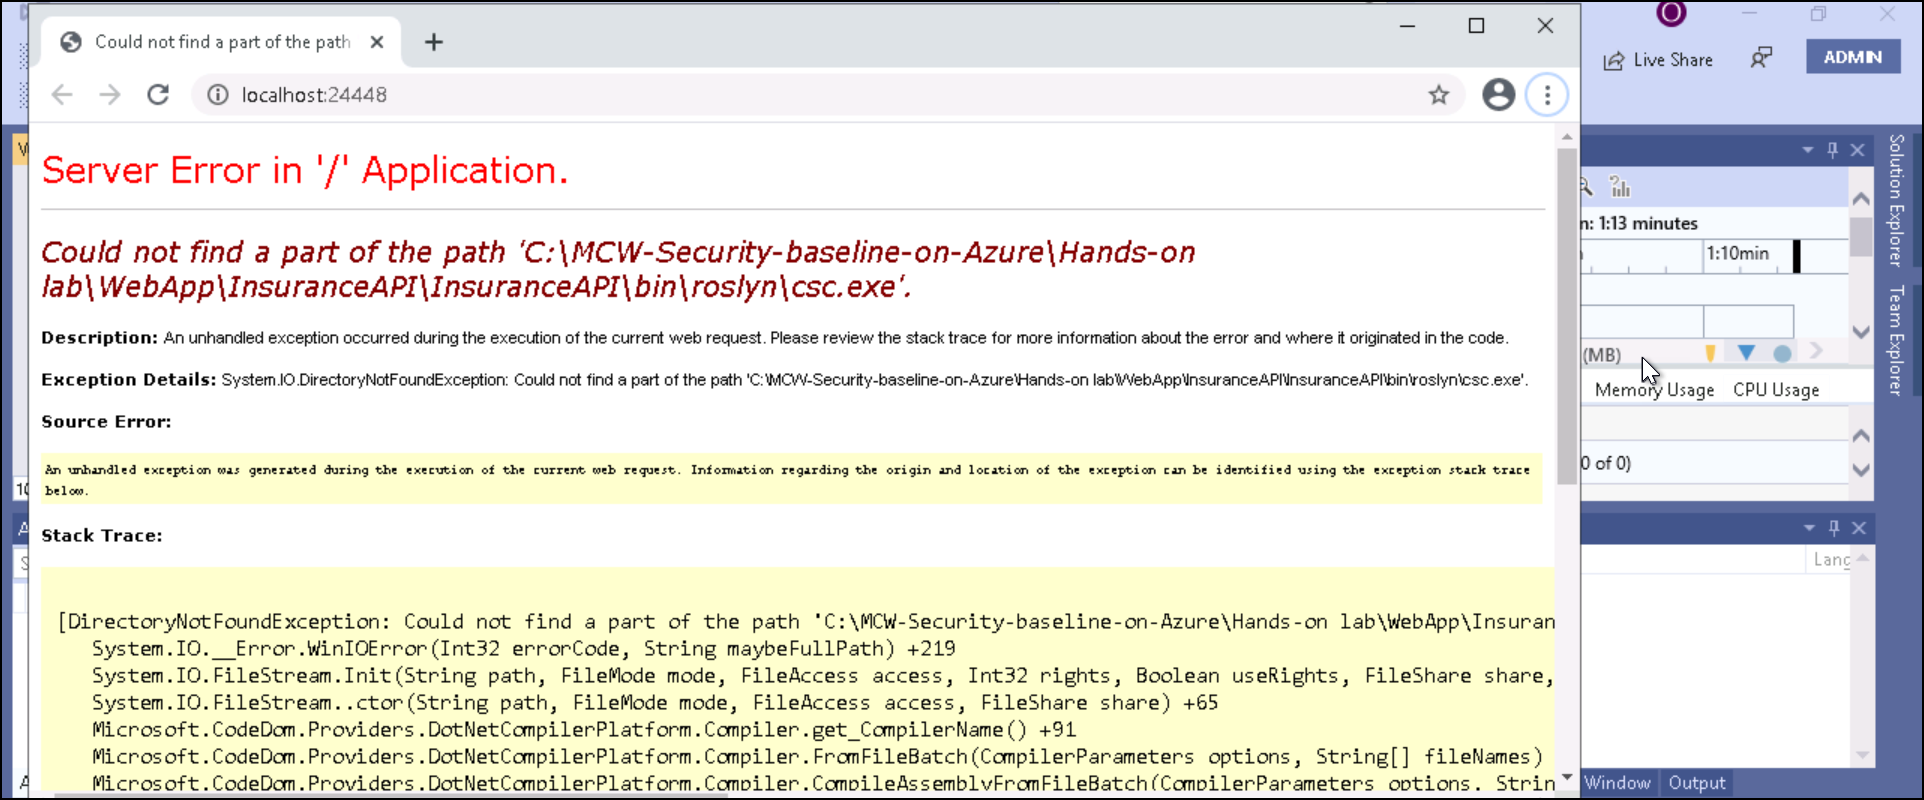 Could not find a part of the path
localhost:24448
Live Share
ADMIN
Server Error in '/' Application.
Could not find a part of the path 'C:\MCW-Security-baseline-on-Azure\Hands-on
lab\WebApp\InsuranceAPI\InsuranceAPI\bin\roslyn\csc.exe'.
Description: An unhandled exception occurred during the execution of the current web request. Please review the stack trace for more information about the error and where it originated in the code.
Exception Details: System.IO.DirectoryNotFoundException: Could not find a part of the path 'C:\MCW-Security-baseline-on-Azure\Hands-on lab\WebApp\InsuranceAPI\InsuranceAPI\bin\roslyn\csc.exe'.
Source Error:
An unhandled exception was generated during the execution of the current web request. Information regarding the origin and location of the exception can be identified using the exception stack trace
below.
Stack Trace:
[DirectoryNotFoundException: Could not find a part of the path 'C:\MCW-Security-baseline-on-Azure\Hands-on lab\WebApp\Insuran
System.IO.__Error.WinIOError(Int32 errorCode, String maybeFullPath) +219
System.IO.FileStream.Init(String path, FileMode mode, FileAccess access, Int32 rights, Boolean useRights, FileShare share,
System.IO.FileStream..ctor(String path, FileMode mode, FileAccess access, FileShare share) +65
Microsoft.CodeDom.Providers.DotNetCompilerPlatform.Compiler.get_CompilerName() +91
Microsoft.CodeDom.Providers.DotNetCompilerPlatform.Compiler.FromFileBatch(CompilerParameters options, String[] fileNames)
Microsoft.CodeDom.Providers.DotNetCompilerPlatform.Compiler.CompileAssemblyFromFileBatch(CompilerParameters options, Strin
O
n: 1:13 minutes
1:10min
(MB)
Memory Usage CPU Usage
0 of 0)
Lang
Window Output
Solution Explorer
Team Explorer